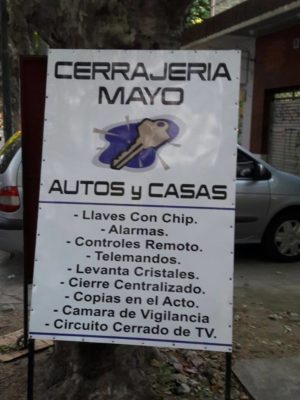 CERRAJERIA
MAYO
AUTOS y CASAS
- Llaves Con Chip.
- Alarmas.
- Controles Remoto.
- Telemandos.
- Levanta Cristales.
- Cierre Centralizado.
- Copias en el Acto.
- Camara de Vigilancia
- Circuito Cerrado de TV.